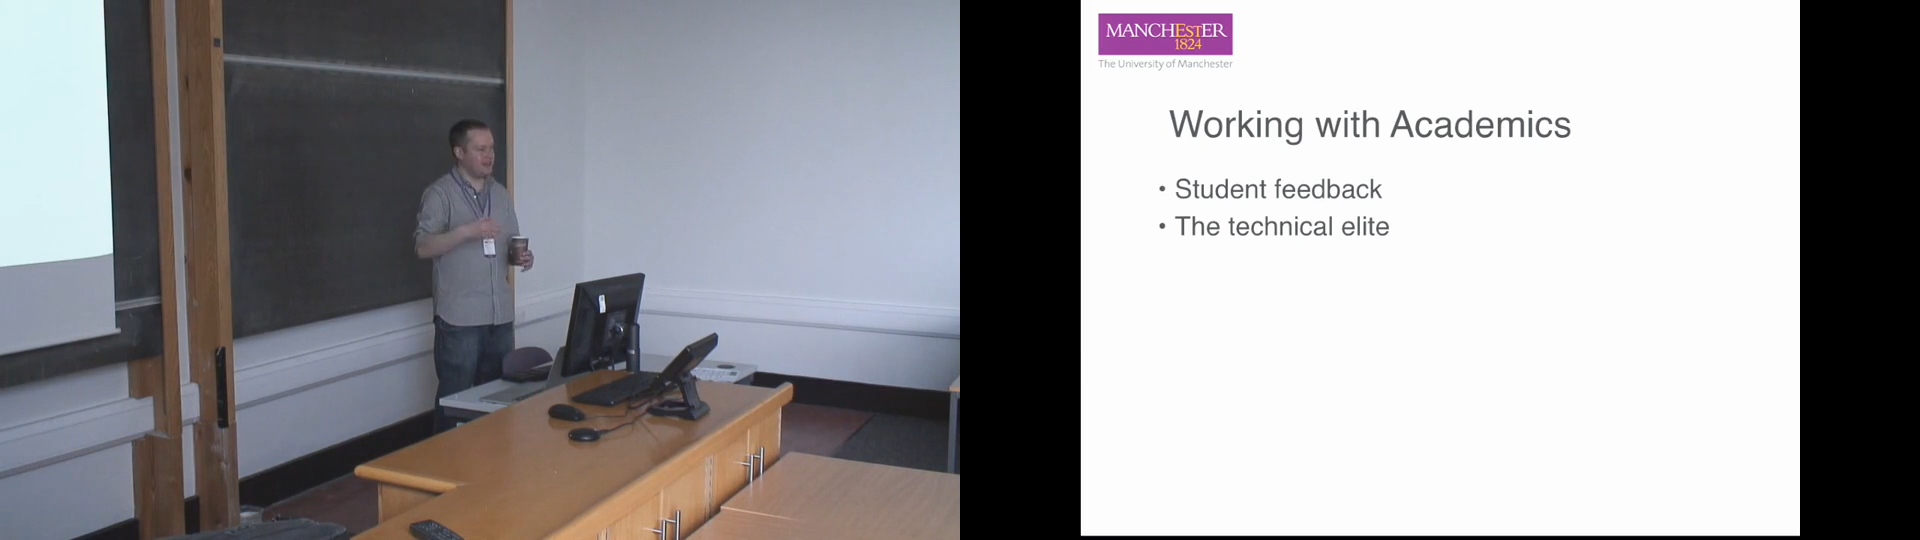 MANCHESTER
1824
The University of Manchester
Working with Academics
• Student feedback
• The technical elite